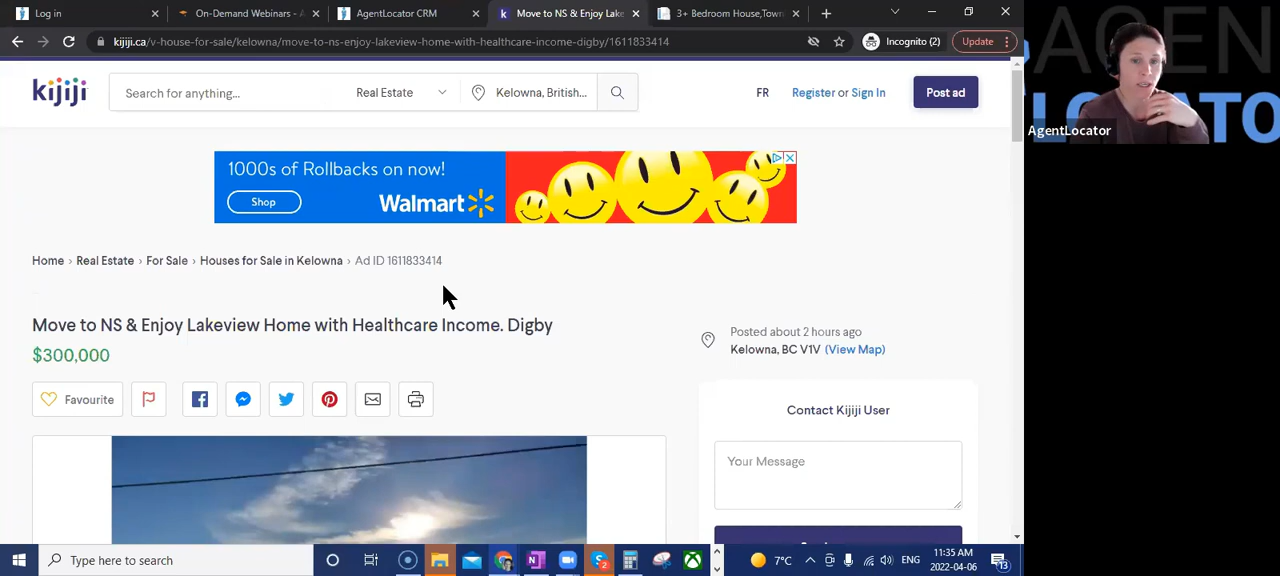 Log in
On-Demand Webinars - A
AgentLocator CRM
Move to NS & Enjoy Lake
3+ Bedroom House,Town
kijiji.ca/v-house-for-sale/kelowna/move-to-ns-enjoy-lakeview-home-with-healthcare-income-digby/1611833414
Incognito (2)
Update
kijiji
Search for anything...
Real Estate
Kelowna, British...
FR
Register or Sign In
Post ad
1000s of Rollbacks on now!
Shop
Walmart
Home > Real Estate > For Sale > Houses for Sale in Kelowna > Ad ID 1611833414
Move to NS & Enjoy Lakeview Home with Healthcare Income. Digby
$300,000
Favourite
Posted about 2 hours ago
Kelowna, BC V1V (View Map)
Contact Kijiji User
Your Message
AGEN
LOCATO
AgentLocator
Type here to search
7°C
ENG
11:35 AM
2022-04-06
13
2